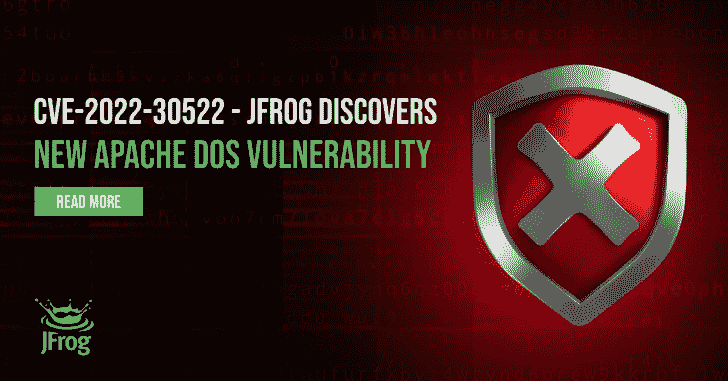 CVE-2022-30522 - JFROG DISCOVERS
NEW APACHE DOS VULNERABILITY
READ MORE
JFrog